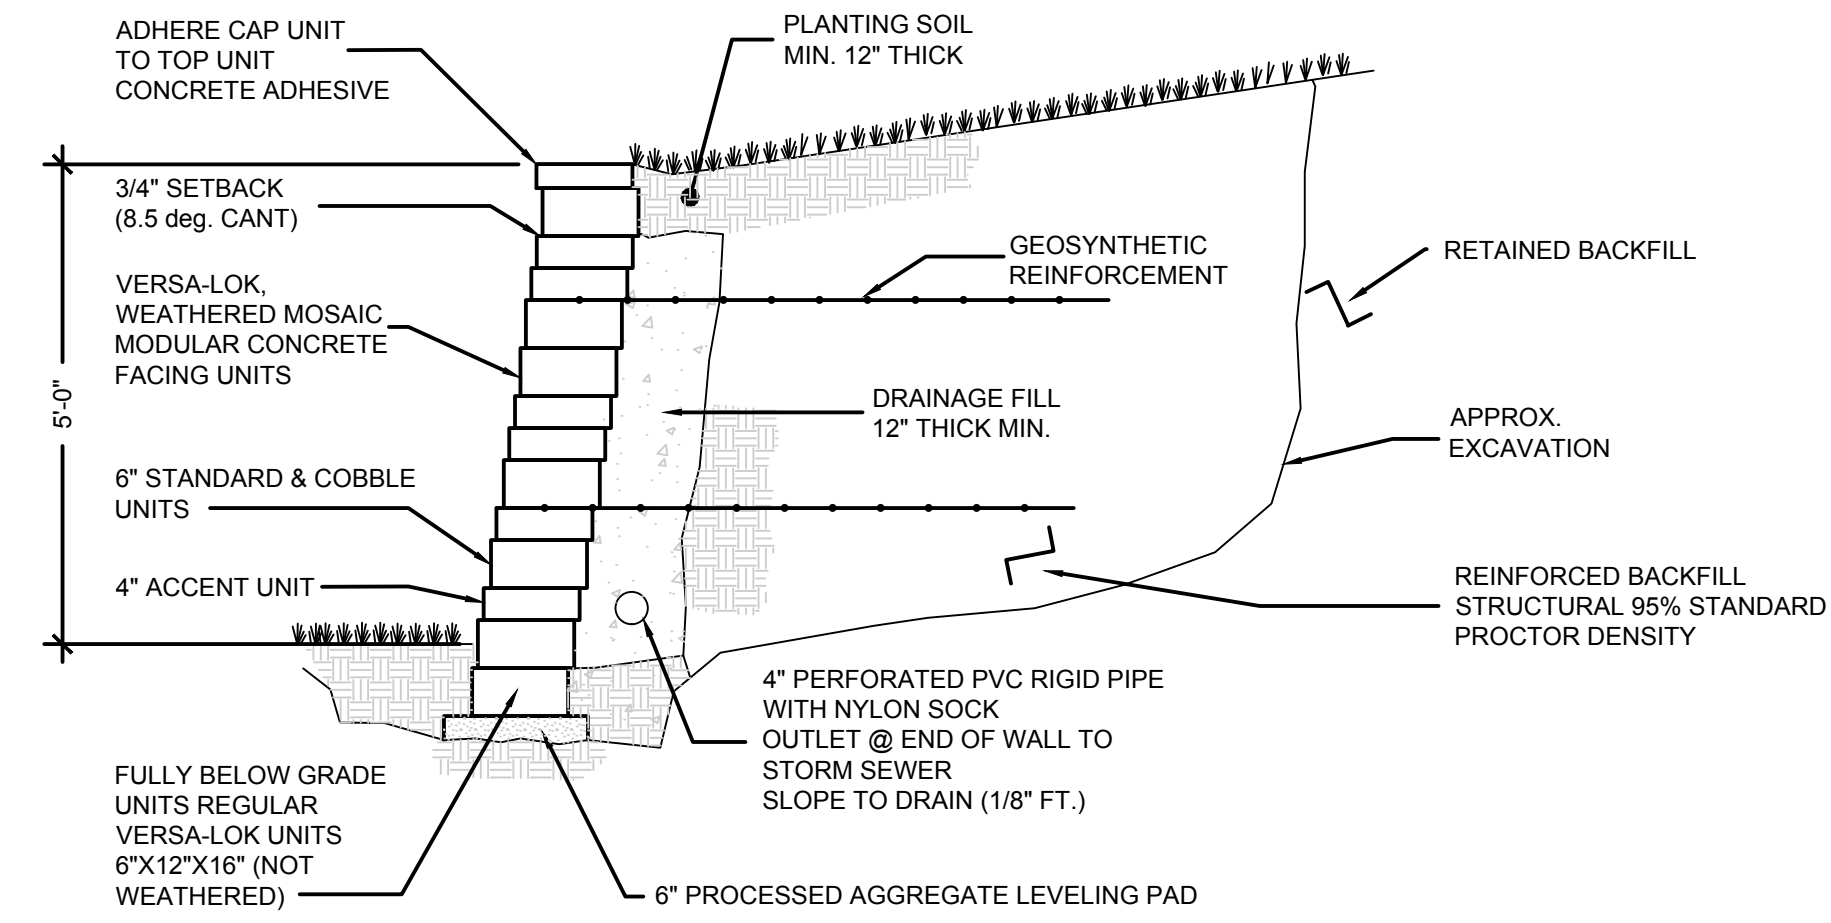 ADHERE CAP UNIT
TO TOP UNIT
CONCRETE ADHESIVE
PLANTING SOIL
MIN. 12" THICK
3/4" SETBACK
(8.5 deg. CANT)
GEOSYNTHETIC
REINFORCEMENT
RETAINED BACKFILL
VERSA-LOK,
WEATHERED MOSAIC
MODULAR CONCRETE
FACING UNITS
5'-0"
DRAINAGE FILL
12" THICK MIN.
APPROX.
EXCAVATION
6" STANDARD & COBBLE
UNITS
4" ACCENT UNIT
REINFORCED BACKFILL
STRUCTURAL 95% STANDARD
PROCTOR DENSITY
4" PERFORATED PVC RIGID PIPE
WITH NYLON SOCK
OUTLET @ END OF WALL TO
STORM SEWER
SLOPE TO DRAIN (1/8" FT.)
FULLY BELOW GRADE
UNITS REGULAR
VERSA-LOK UNITS
6"X12"X16" (NOT
WEATHERED)
6" PROCESSED AGGREGATE LEVELING PAD